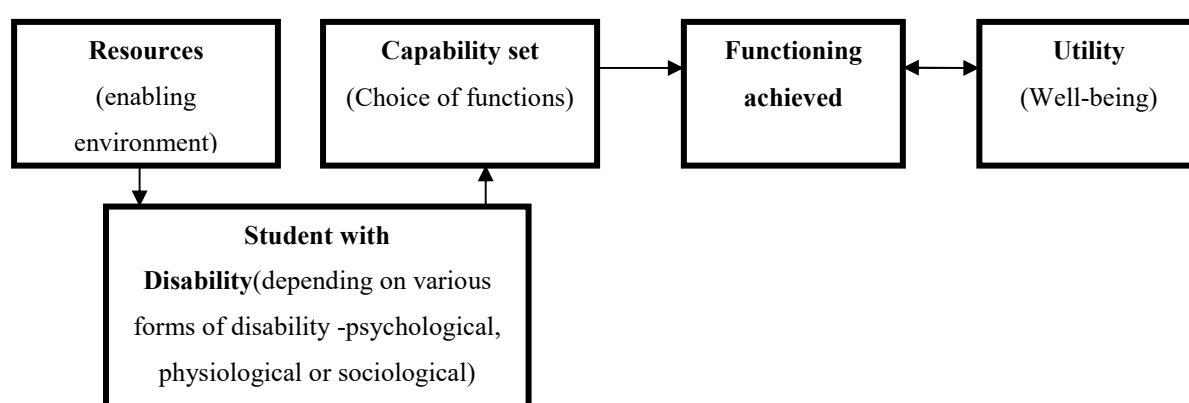 Resources
(enabling
environment)
Capability set
(Choice of functions)
Functioning
achieved
Utility
(Well-being)
Student with
Disability(depending on various
forms of disability -psychological,
physiological or sociological)